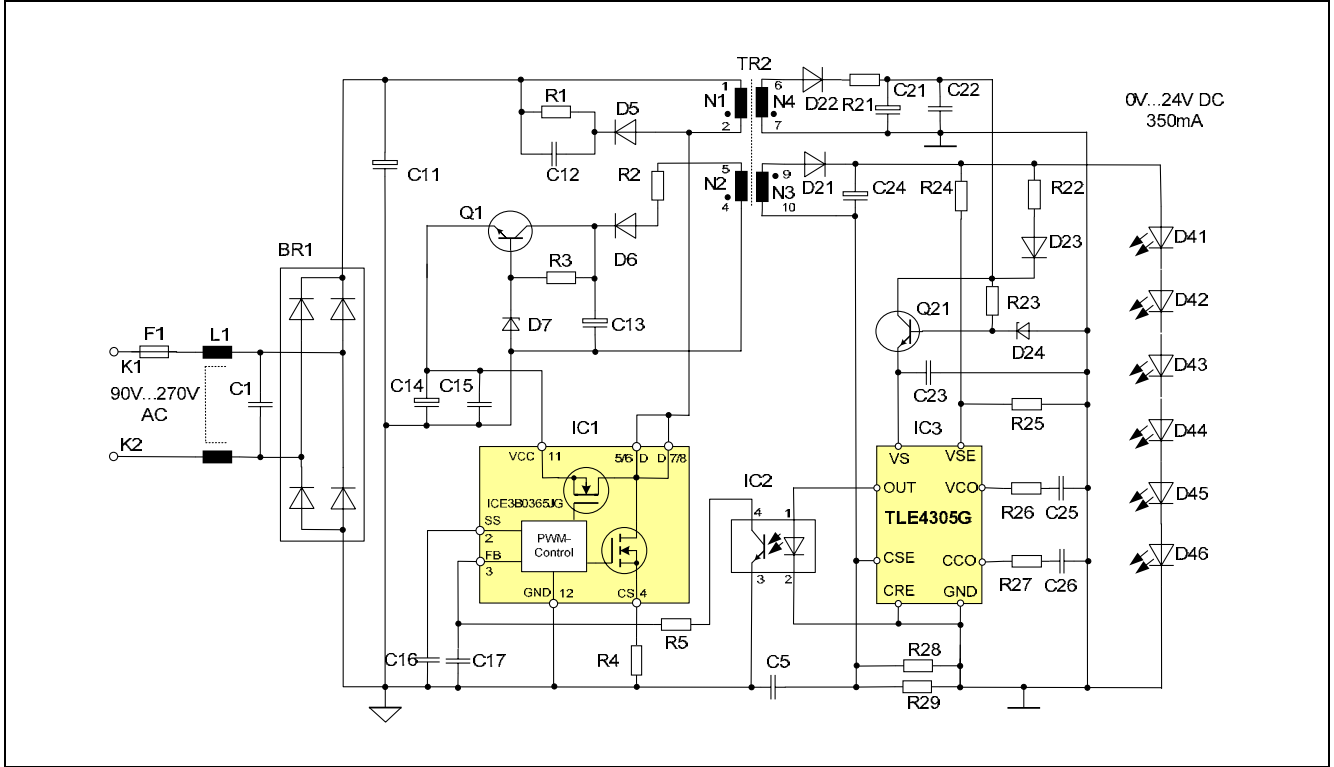 TR2
1
6
R1
D5
N1
N4
D22
R21
C21
C22
2
7
0V...24V DC
350mA
C12
R2
5
9
D21
C11
N2
N3
C24
R24
R22
4
10
Q1
D6
D23
D41
BR1
R3
D7
C13
R23
D42
Q21
D24
F1
L1
K1
90V...270V
AC
C1
C14
C15
C23
D43
R25
K2
IC1
IC3
D44
VCC
11
5/6
D
D
7/8
VS
VSE
IC2
OUT
VCO
D45
ICE3B0365JG
4
1
TLE4305G
R26
C25
SS
2
PWM-
Control
FB
3
CSE
CCO
D46
3
2
R27
C26
GND
12
CS
4
CRE
GND
R5
C16
C17
R4
C5
R28
R29